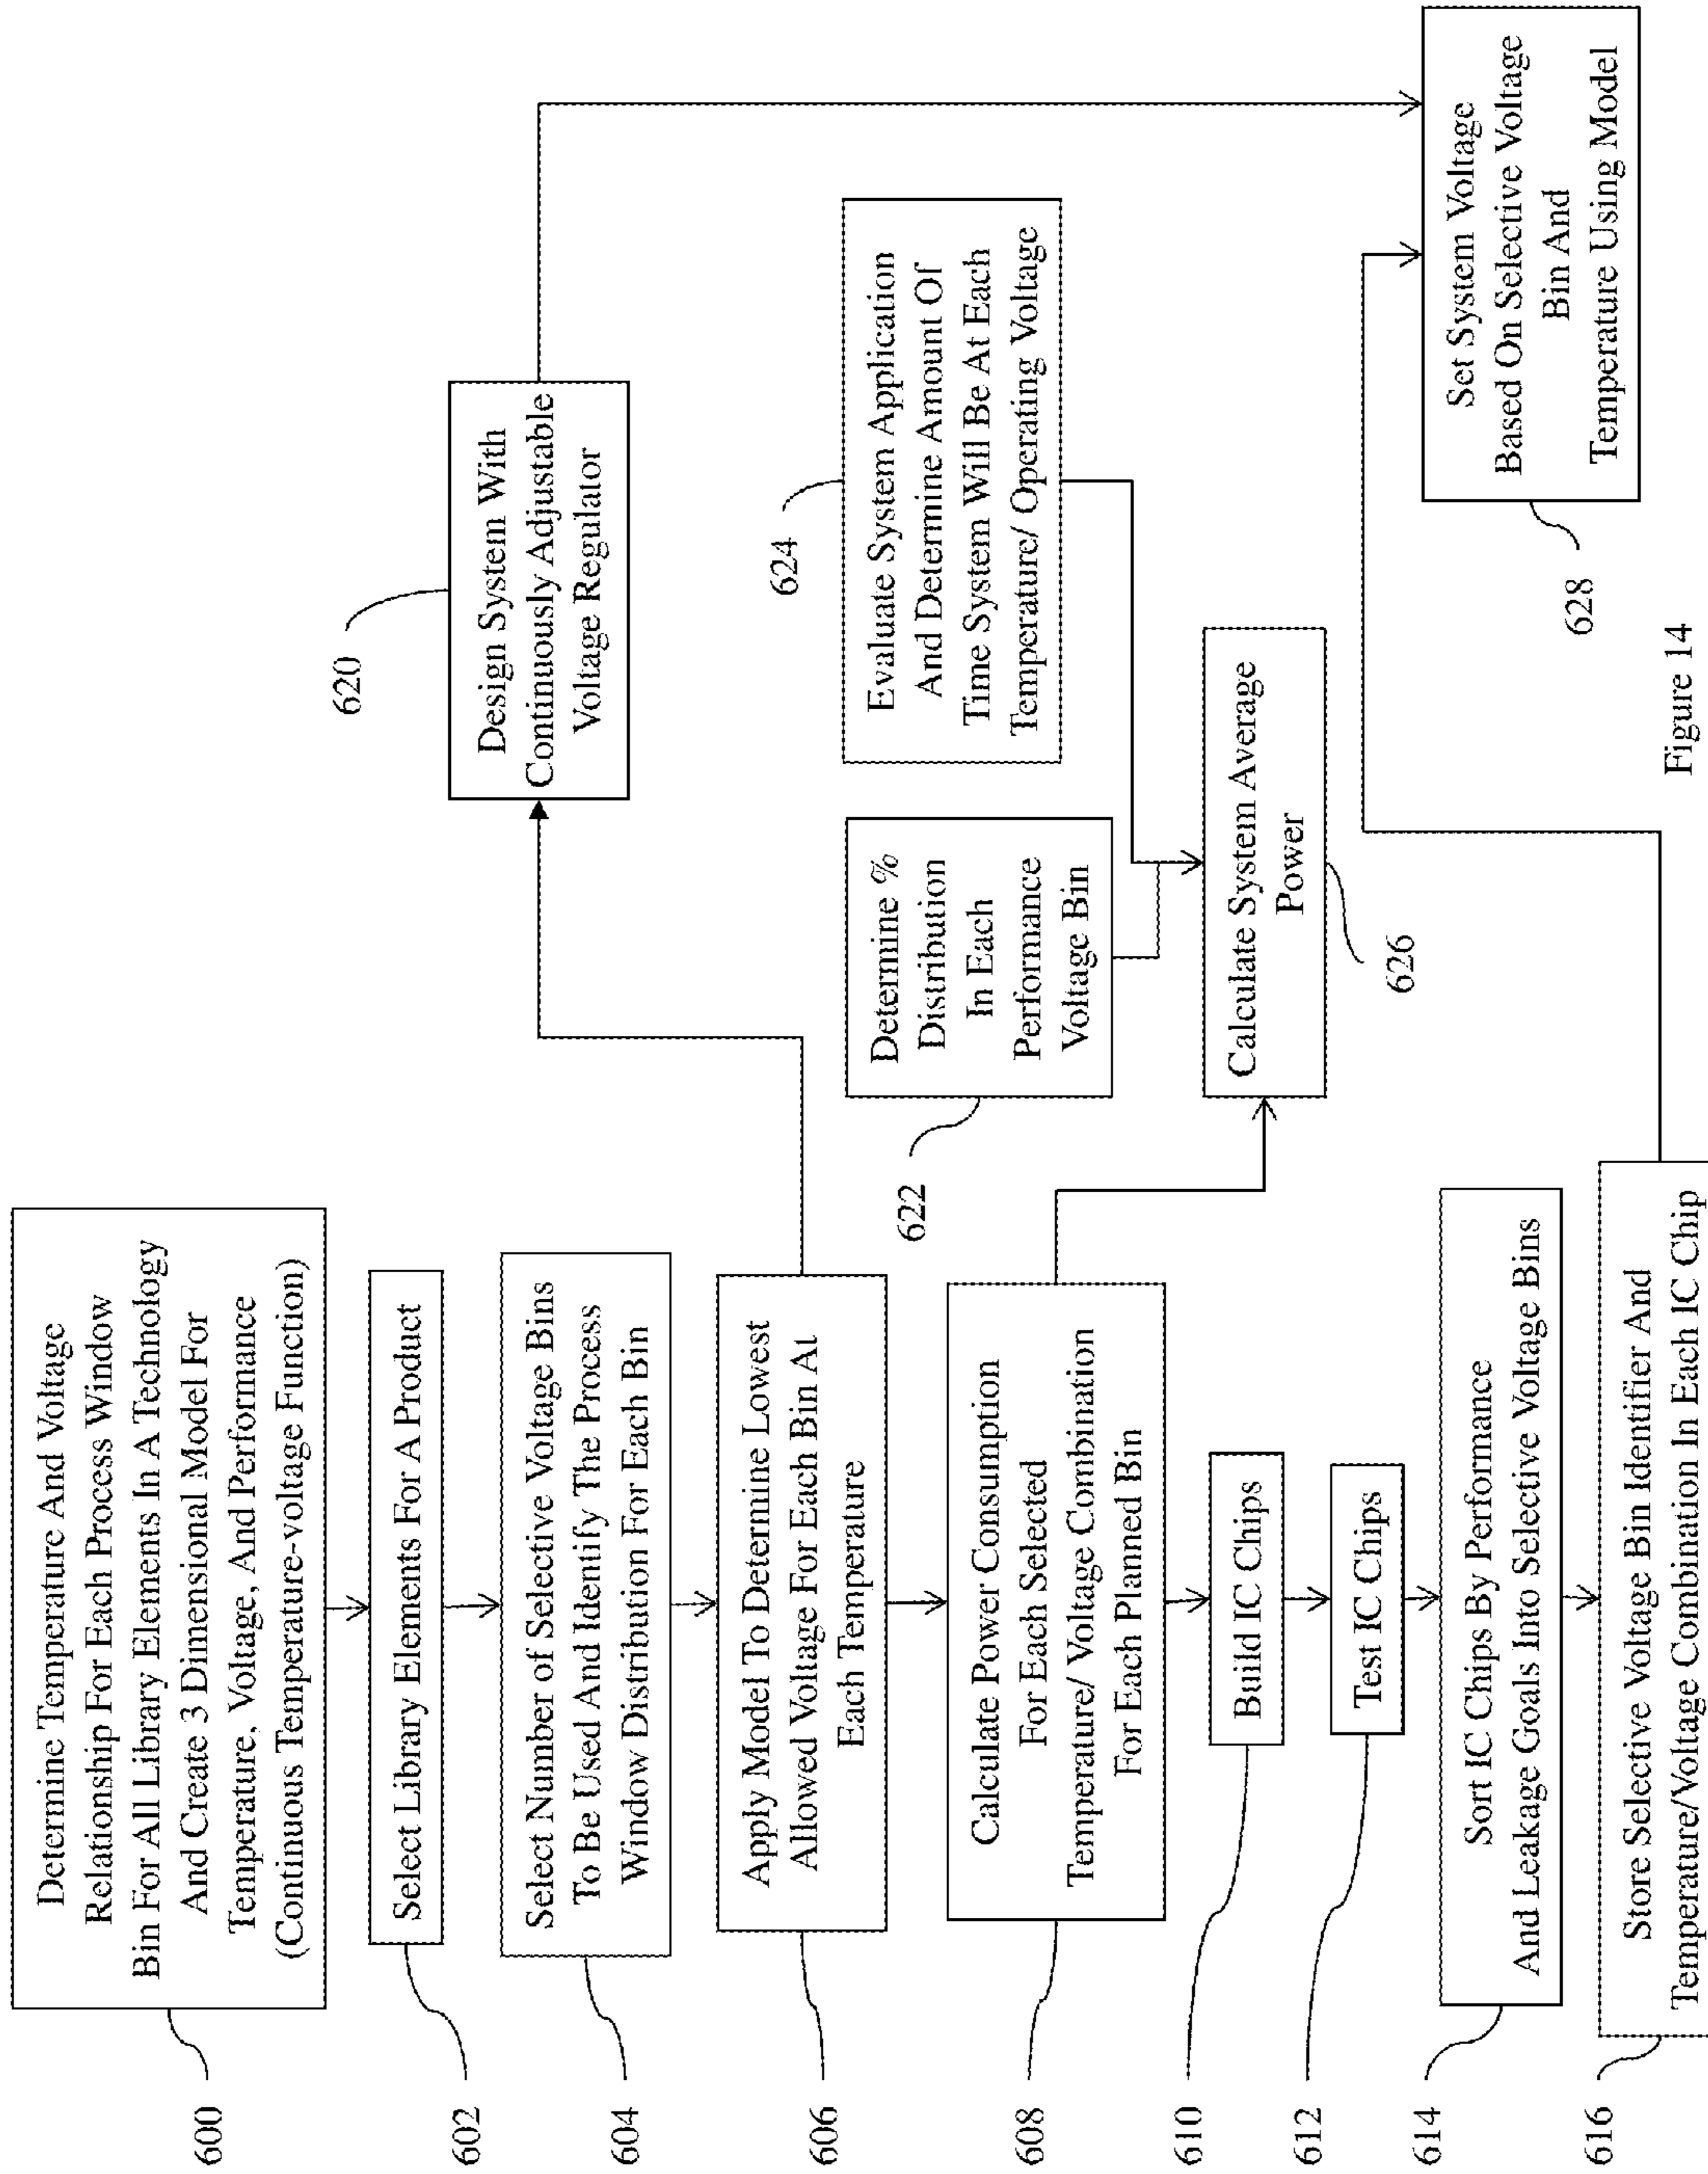 600
Determine Temperature And Voltage
Relationship For Each Process Window
Bin For All Library Elements In A Technology
And Create 3 Dimensional Model For
Temperature, Voltage, And Performance
(Continuous Temperature-voltage Function)
602
Select Library Elements For A Product
604
Select Number of Selective Voltage Bins
To Be Used And Identify The Process
Window Distribution For Each Bin
606
Apply Model To Determine Lowest
Allowed Voltage For Each Bin At
Each Temperature
608
Calculate Power Consumption
For Each Selected
Temperature/ Voltage Combination
For Each Planned Bin
610
Build IC Chips
612
Test IC Chips
614
Sort IC Chips By Performance
And Leakage Goals Into Selective Voltage Bins
616
Store Selective Voltage Bin Identifier And
Temperature/Voltage Combination In Each IC Chip
620
Design System With
Continuously Adjustable
Voltage Regulator
622
Determine %
Distribution
In Each
Performance
Voltage Bin
624
Evaluate System Application
And Determine Amount Of
Time System Will Be At Each
Temperature/ Operating Voltage
Calculate System Average
Power
626
Set System Voltage
Based On Selective Voltage
Bin And
Temperature Using Model
628
Figure 14